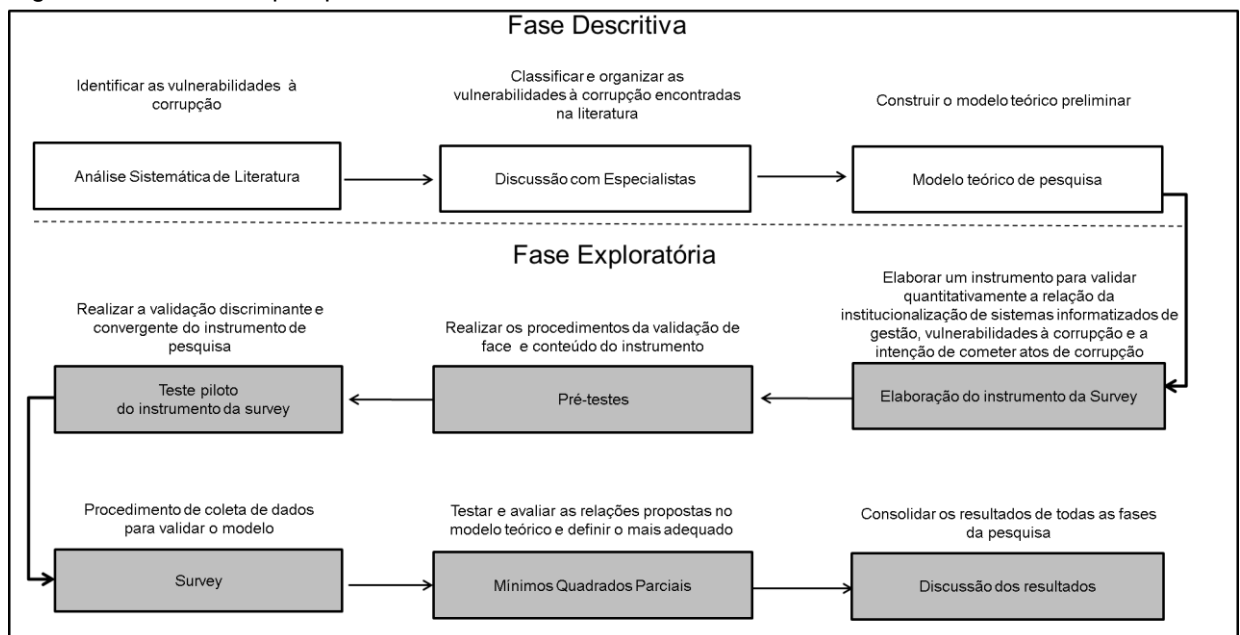 Fase Descritiva
Identificar as vulnerabilidades à
corrupção
Classificar e organizar as
vulnerabilidades à corrupção encontradas
na literatura
Construir o modelo teórico preliminar
Análise Sistemática de Literatura
Discussão com Especialistas
Modelo teórico de pesquisa
Fase Exploratória
Elaborar um instrumento para validar
quantitativamente a relação da
institucionalização de sistemas informatizados de
gestão, vulnerabilidades à corrupção e a
intenção de cometer atos de corrupção
Realizar os procedimentos da validação de
face e conteúdo do instrumento
Realizar a validação discriminante e
convergente do instrumento de
pesquisa
Elaboração do instrumento da Survey
Pré-testes
Teste piloto
do instrumento da survey
Procedimento de coleta de dados
para validar o modelo
Testar e avaliar as relações propostas no
modelo teórico e definir o mais adequado
Consolidar os resultados de todas as fases
da pesquisa
Survey
Mínimos Quadrados Parciais
Discussão dos resultados